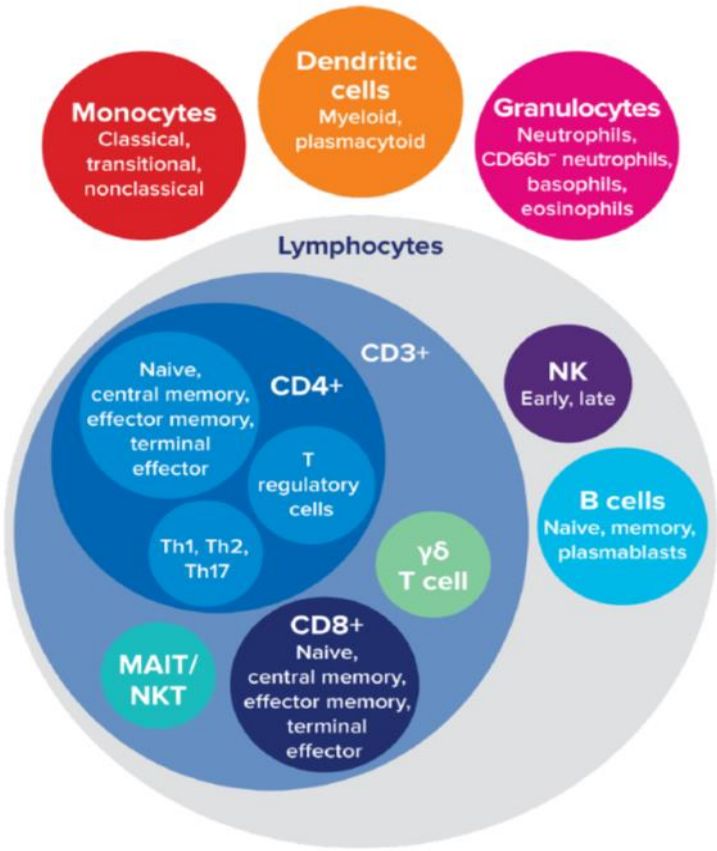 Dendritic
cells
Myeloid,
plasmacytoid
Monocytes
Classical,
transitional,
nonclassical
Granulocytes
Neutrophils,
CD66b⁻ neutrophils,
basophils,
eosinophils
Lymphocytes
CD3+
CD4+
Naive,
central memory,
effector memory,
terminal
effector
T
regulatory
cells
Th1, Th2,
Th17
NK
Early, late
B cells
Naive, memory,
plasmablasts
γδ
T cell
MAIT/
NKT
CD8+
Naive,
central memory,
effector memory,
terminal
effector